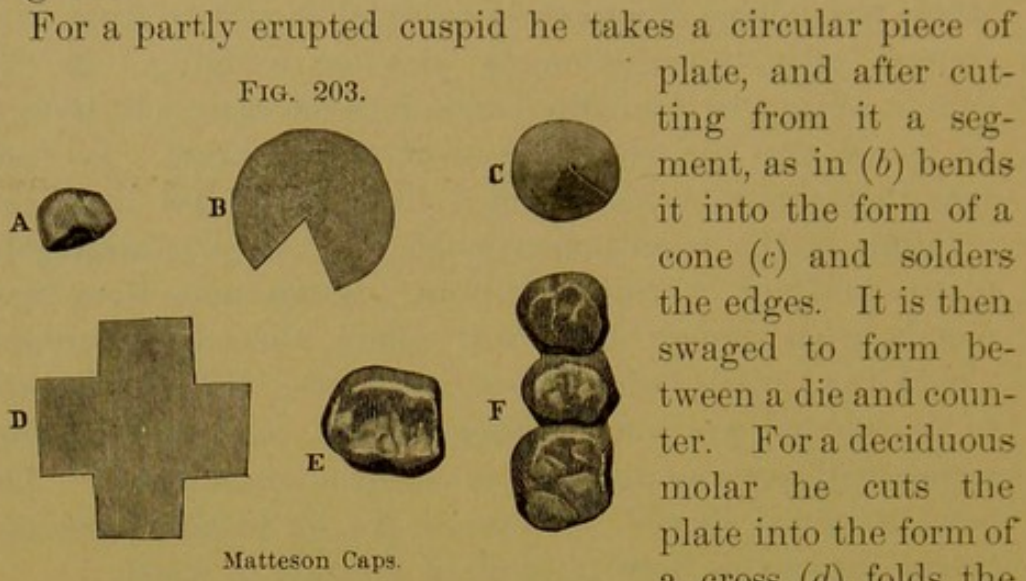 For a partly erupted cuspid he takes a circular piece of
plate, and after cut-
ting from it a seg-
ment, as in (b) bends
it into the form of a
cone (c) and solders
the edges. It is then
swaged to form be-
tween a die and coun-
ter. For a deciduous
molar he cuts the
plate into the form of
a cross (d) folds the
FIG. 203.
A
B
C
D
E
F
Matteson Caps.